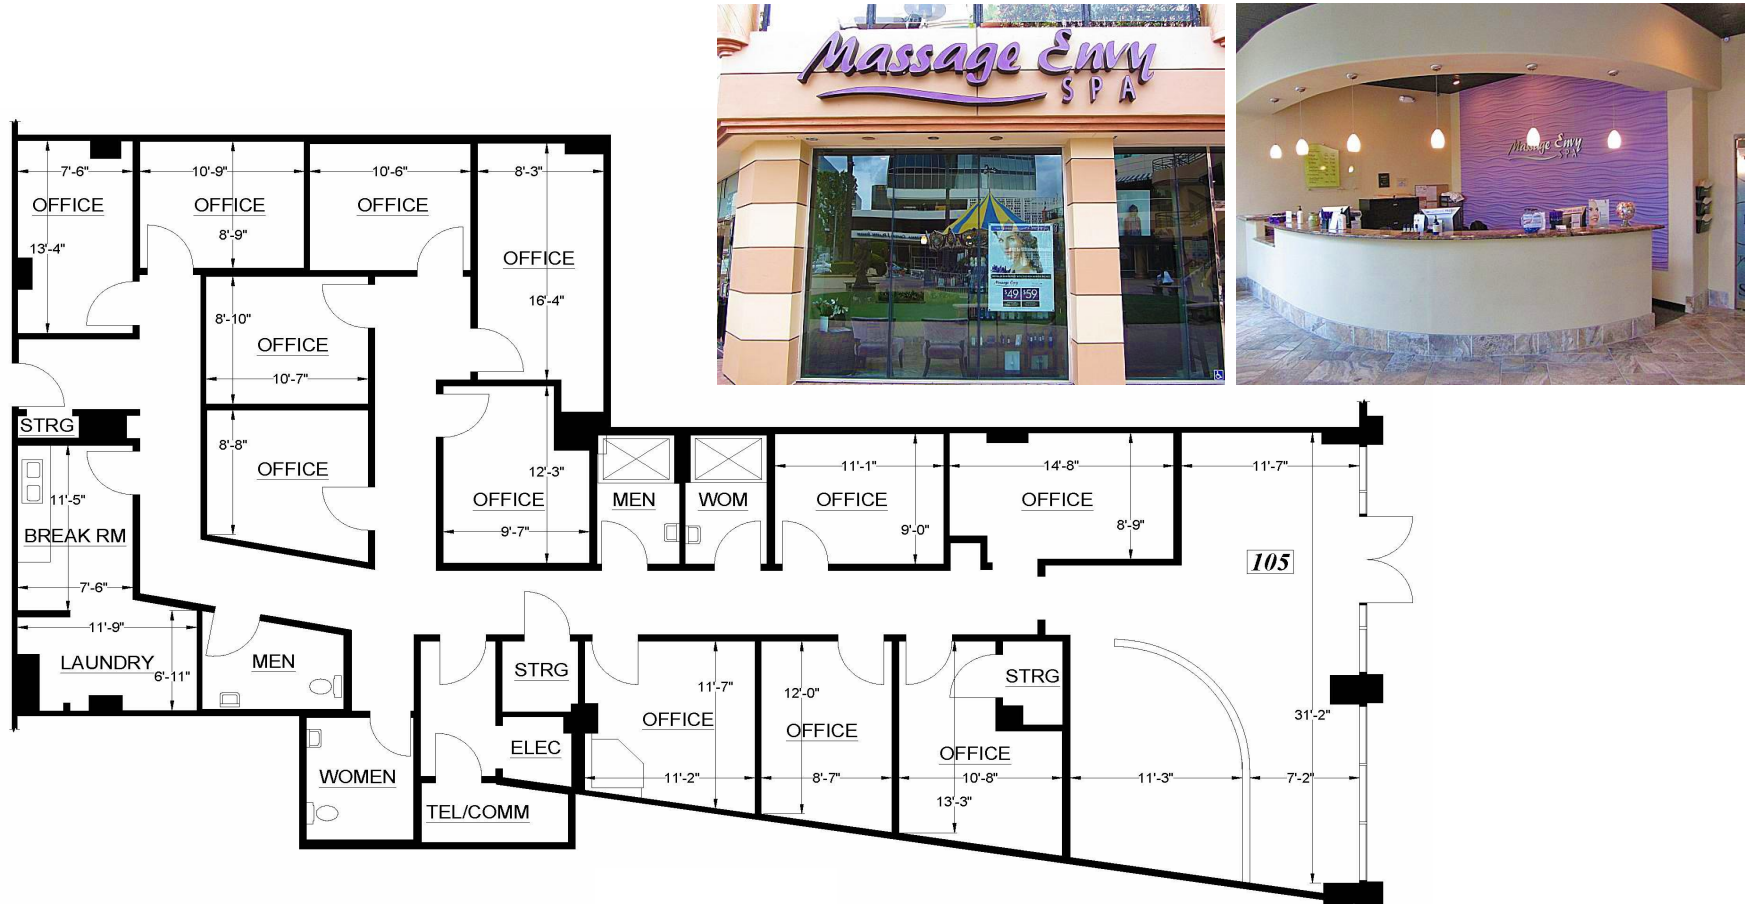 Massage Envy
SPA
$49 $59
Massage Envy
SPA
7'-6"
OFFICE
13'-4"
10'-9"
OFFICE
8'-9"
10'-6"
OFFICE
8'-3"
OFFICE
16'-4"
8'-10"
OFFICE
10'-7"
STRG
8'-8"
OFFICE
11'-5"
BREAK RM
7'-6"
12'-3"
OFFICE
9'-7"
MEN
WOM
11'-1"
OFFICE
9'-0"
14'-8"
OFFICE
8'-9"
11'-7"
105
11'-9"
LAUNDRY
6'-11"
MEN
WOMEN
STRG
ELEC
TEL/COMM
11'-7"
OFFICE
11'-2"
12'-0"
OFFICE
8'-7"
STRG
OFFICE
10'-8"
13'-3"
31'-2"
11'-3"
7'-2"